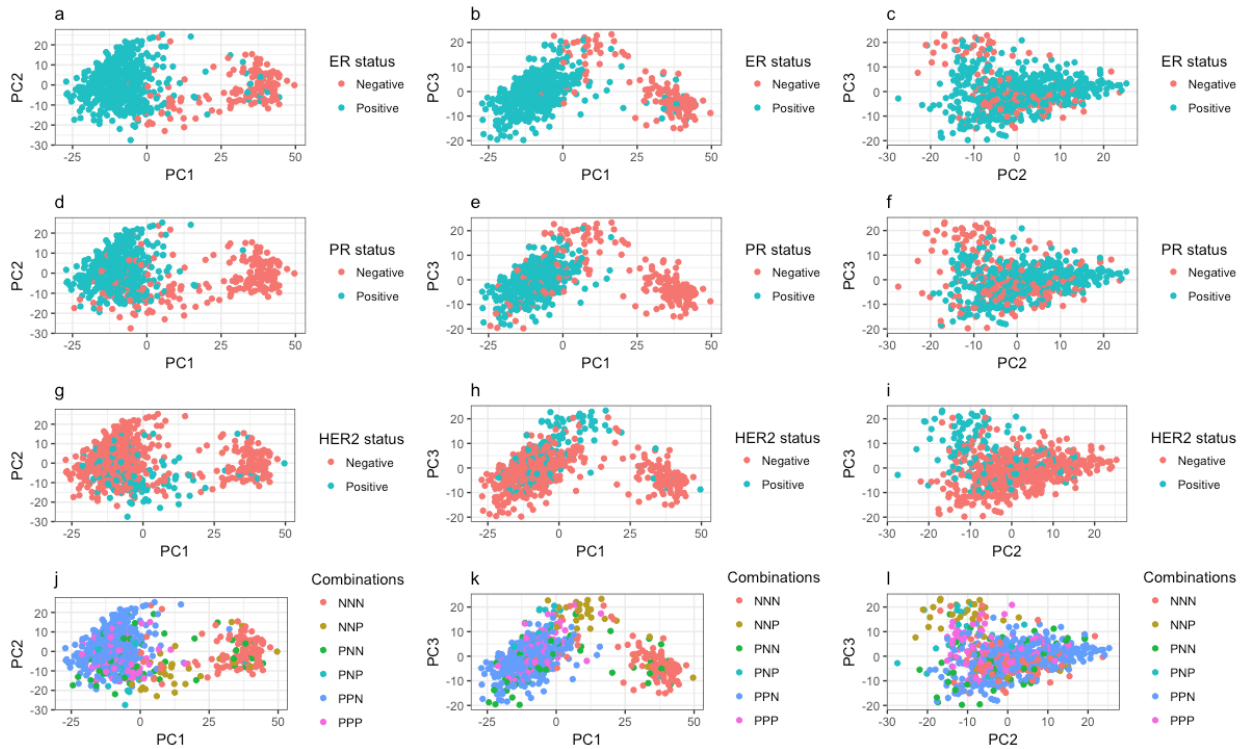 a
20
10
0
-10
-20
-30
PC2
-25
0
25
50
PC1
ER status
Negative
Positive
b
20
10
0
-10
-20
PC3
-25
0
25
50
PC1
ER status
Negative
Positive
c
20
10
0
-10
-20
PC3
-30
-20
-10
0
10
20
PC2
ER status
Negative
Positive
d
20
10
0
-10
-20
-30
PC2
-25
0
25
50
PC1
PR status
Negative
Positive
e
20
10
0
-10
-20
PC3
-25
0
25
50
PC1
PR status
Negative
Positive
f
20
10
0
-10
-20
PC3
-30
-20
-10
0
10
20
PC2
PR status
Negative
Positive
g
20
10
0
-10
-20
-30
PC2
-25
0
25
50
PC1
HER2 status
Negative
Positive
h
20
10
0
-10
-20
PC3
-25
0
25
50
PC1
HER2 status
Negative
Positive
i
20
10
0
-10
-20
PC3
-30
-20
-10
0
10
20
PC2
HER2 status
Negative
Positive
j
20
10
0
-10
-20
-30
PC2
-25
0
25
50
PC1
Combinations
NNN
NNP
PNN
PNP
PPN
PPP
k
20
10
0
-10
-20
PC3
-25
0
25
50
PC1
Combinations
NNN
NNP
PNN
PNP
PPN
PPP
l
20
10
0
-10
-20
PC3
-30
-20
-10
0
10
20
PC2
Combinations
NNN
NNP
PNN
PNP
PPN
PPP